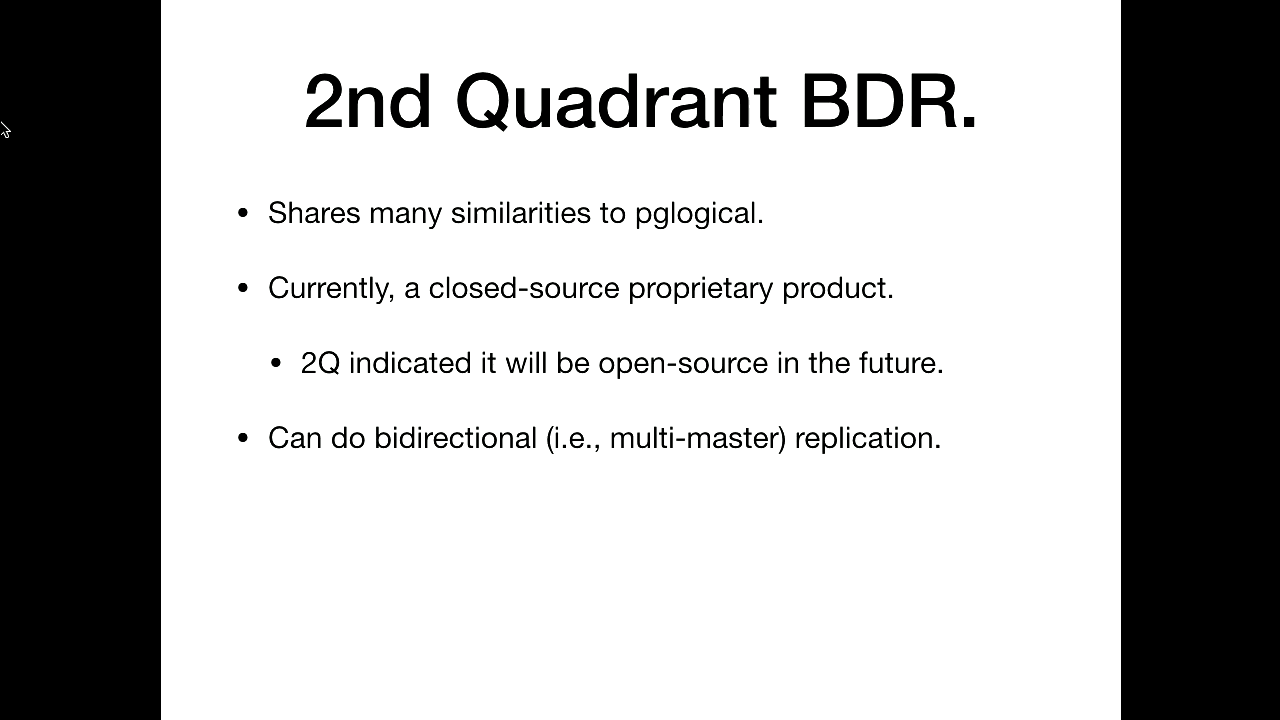 2nd Quadrant BDR.
• Shares many similarities to pglogical.
• Currently, a closed-source proprietary product.
• 2Q indicated it will be open-source in the future.
• Can do bidirectional (i.e., multi-master) replication.